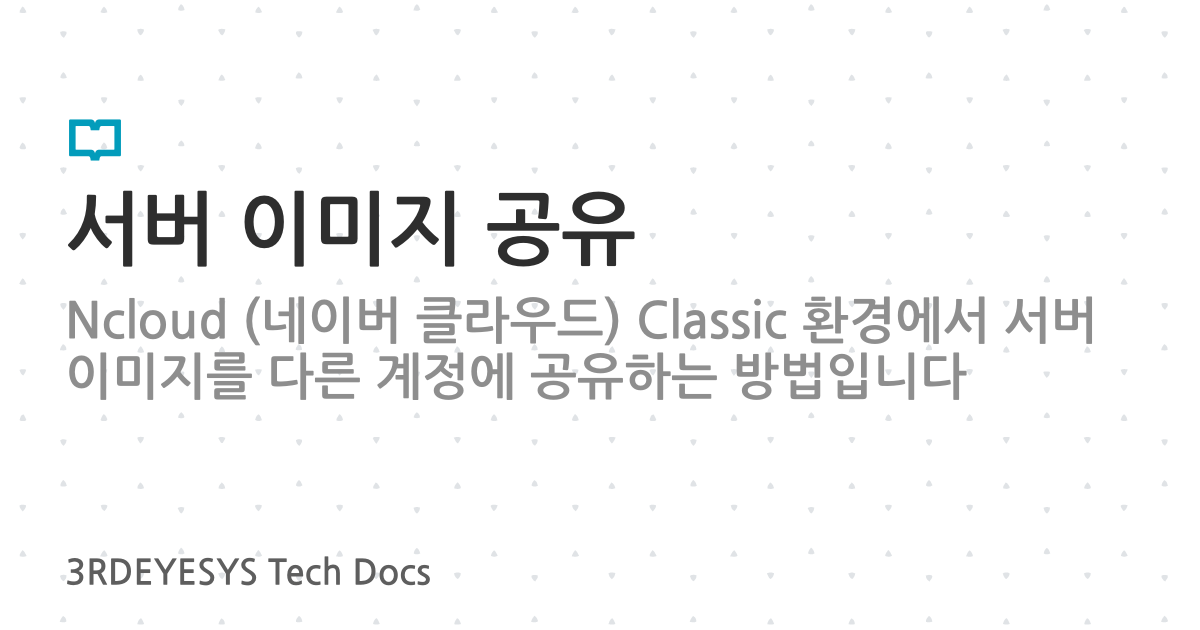 서버 이미지 공유
Ncloud (네이버 클라우드) Classic 환경에서 서버
이미지를 다른 계정에 공유하는 방법입니다
3RDEYESYS Tech Docs